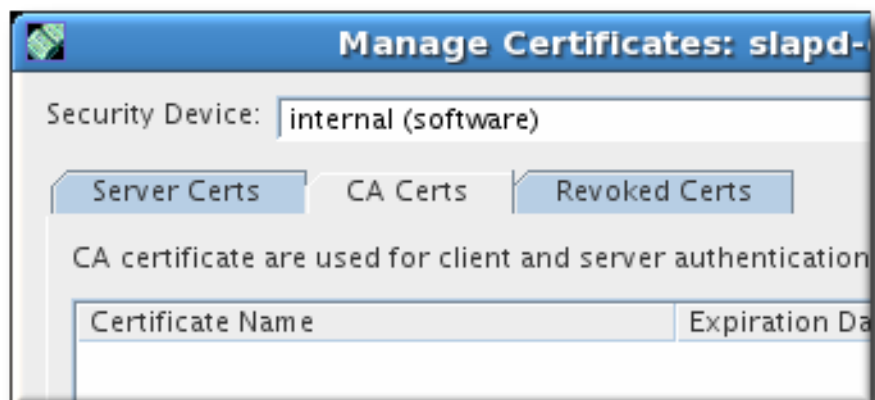 Manage Certificates: slapd-
Security Device: internal (software)
Server Certs CA Certs Revoked Certs
CA certificate are used for client and server authentication
Certificate Name Expiration Da